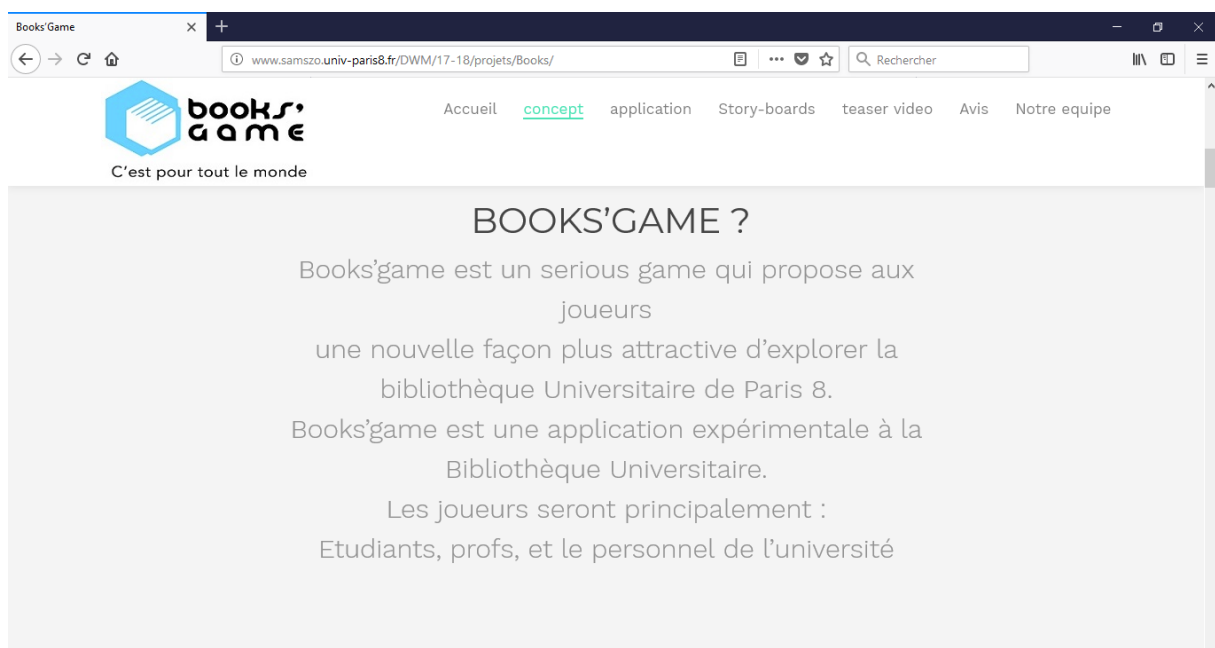 Books'Game
www.samszo.univ-paris8.fr/DWM/17-18/projets/Books/
Rechercher
books'
game
C'est pour tout le monde
Accueil concept application Story-boards teaser video Avis Notre equipe
BOOKS'GAME ?
Books'game est un serious game qui propose aux
joueurs
une nouvelle façon plus attractive d'explorer la
bibliothèque Universitaire de Paris 8.
Books'game est une application expérimentale à la
Bibliothèque Universitaire.
Les joueurs seront principalement :
Etudiants, profs, et le personnel de l'université